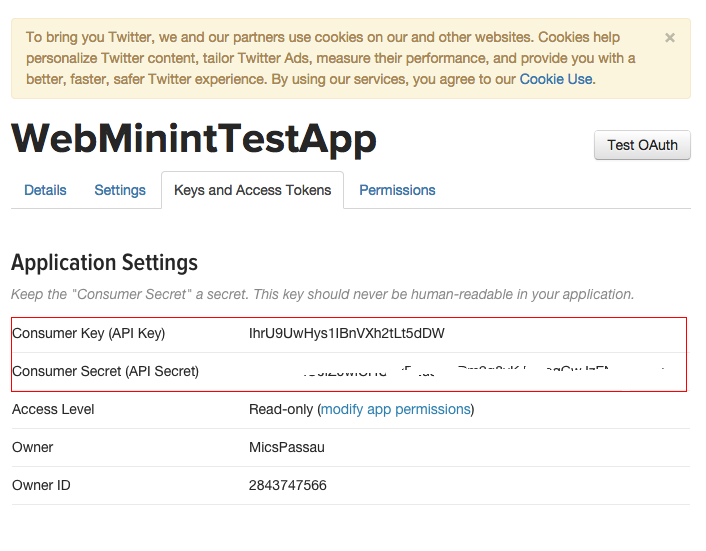 To bring you Twitter, we and our partners use cookies on our and other websites. Cookies help
personalize Twitter content, tailor Twitter Ads, measure their performance, and provide you with a
better, faster, safer Twitter experience. By using our services, you agree to our Cookie Use.
×
WebMinintTestApp
Test OAuth
Details Settings Keys and Access Tokens Permissions
Application Settings
Keep the "Consumer Secret" a secret. This key should never be human-readable in your application.
Consumer Key (API Key) IhrU9UwHys1IBnVXh2tLt5dDW
Consumer Secret (API Secret)
Access Level Read-only (modify app permissions)
Owner MicsPassau
Owner ID 2843747566